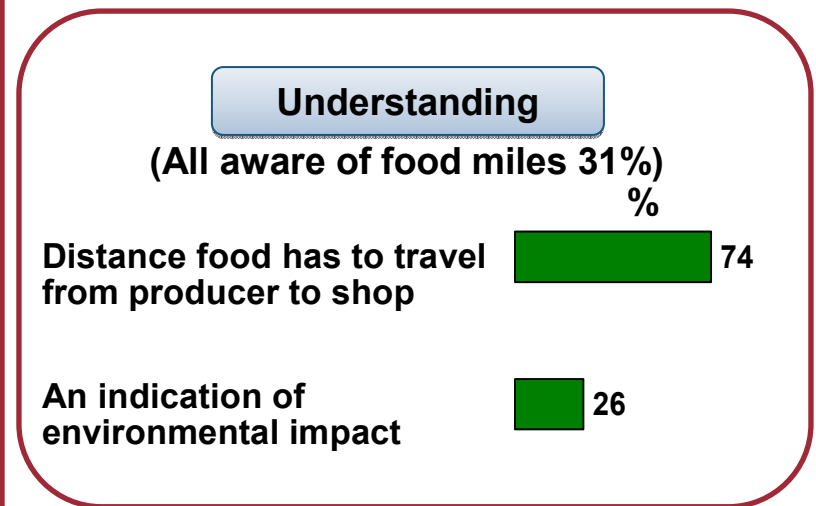 Understanding
(All aware of food miles 31%)
%
Distance food has to travel
from producer to shop
74
An indication of
environmental impact
26